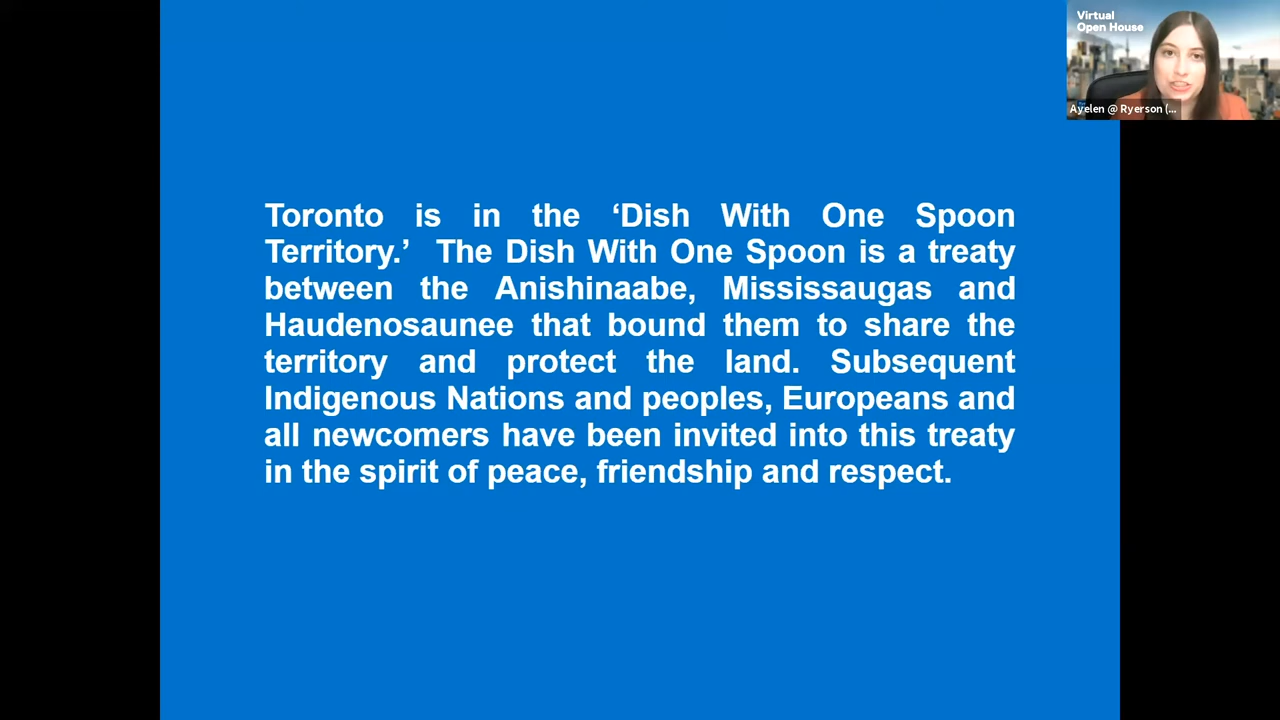 Virtual
Open House
Ayelen @ Ryerson (...
Toronto is in the ‘Dish With One Spoon
Territory.’ The Dish With One Spoon is a treaty
between the Anishinaabe, Mississaugas and
Haudenosaunee that bound them to share the
territory and protect the land. Subsequent
Indigenous Nations and peoples, Europeans and
all newcomers have been invited into this treaty
in the spirit of peace, friendship and respect.